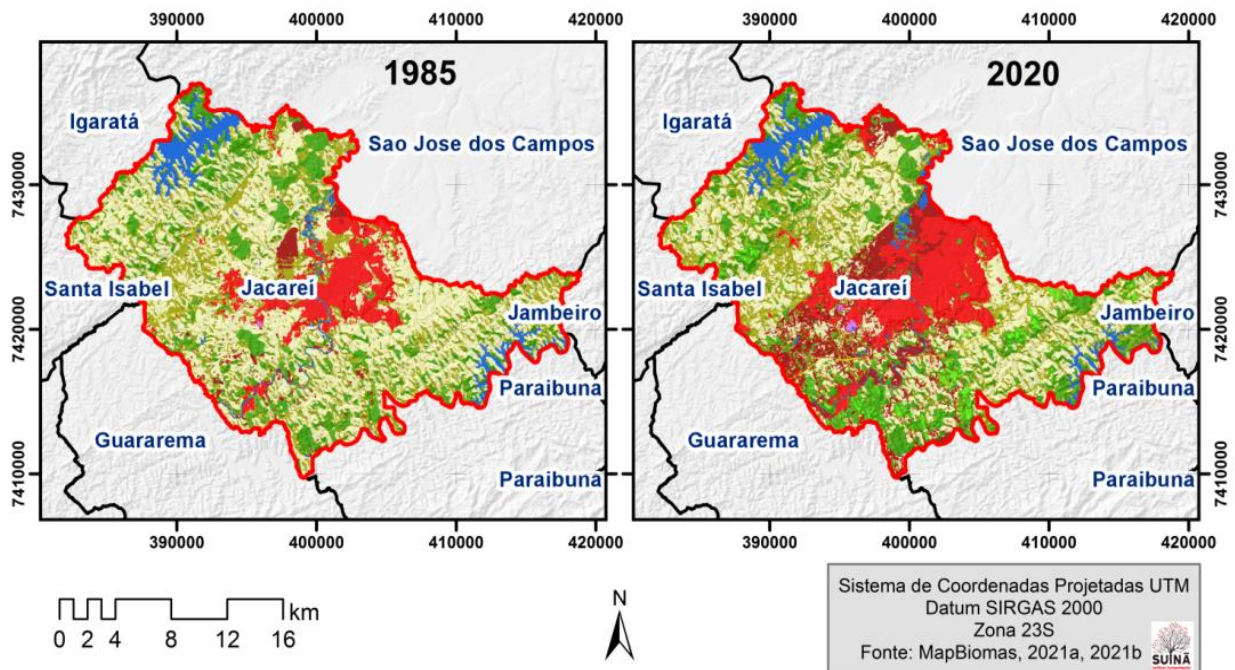 390000 400000 410000 420000
390000 400000 410000 420000
1985
2020
Igaratá
Sao Jose dos Campos
Santa Isabel
Jacareí
Jambeiro
Paraibuna
Guararema
Paraibuna
Igaratá
Sao Jose dos Campos
Santa Isabel
Jacareí
Jambeiro
Paraibuna
Guararema
Paraibuna
7430000
7420000
7410000
7430000
7420000
7410000
390000 400000 410000 420000
390000 400000 410000 420000
km
0 2 4 8 12 16
N
Sistema de Coordenadas Projetadas UTM
Datum SIRGAS 2000
Zona 23S
Fonte: MapBiomas, 2021a, 2021b
SUINÃ